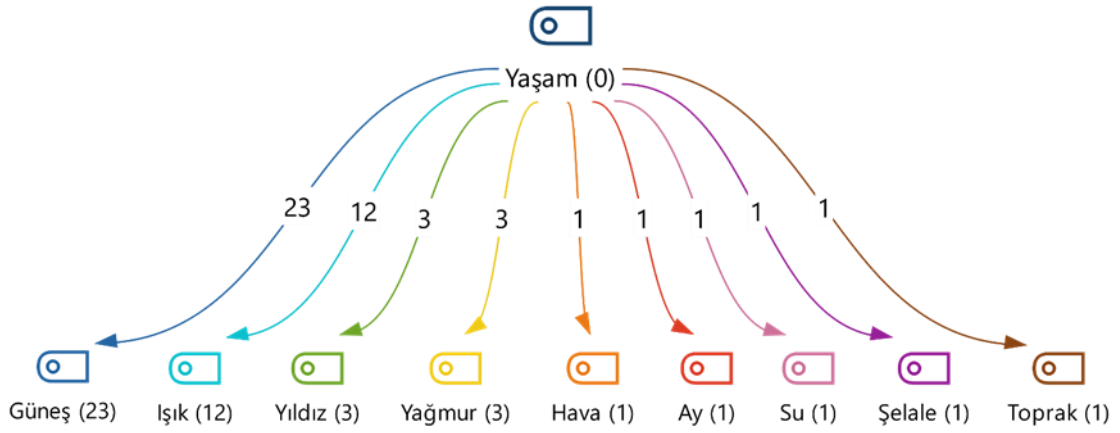 Yaşam (0)
23 12 3 3 1 1 1 1 1
Güneş (23) Işık (12) Yıldız (3) Yağmur (3) Hava (1) Ay (1) Su (1) Şelale (1) Toprak (1)